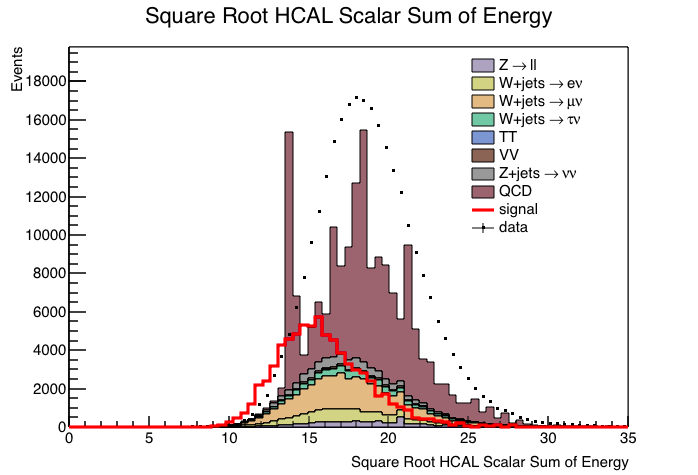 Square Root HCAL Scalar Sum of Energy
Events
18000
16000
14000
12000
10000
8000
6000
4000
2000
0
0 5 10 15 20 25 30 35
Square Root HCAL Scalar Sum of Energy
Z → ll
W+jets → eν
W+jets → μν
W+jets → τν
TT
VV
Z+jets → νν
QCD
signal
data